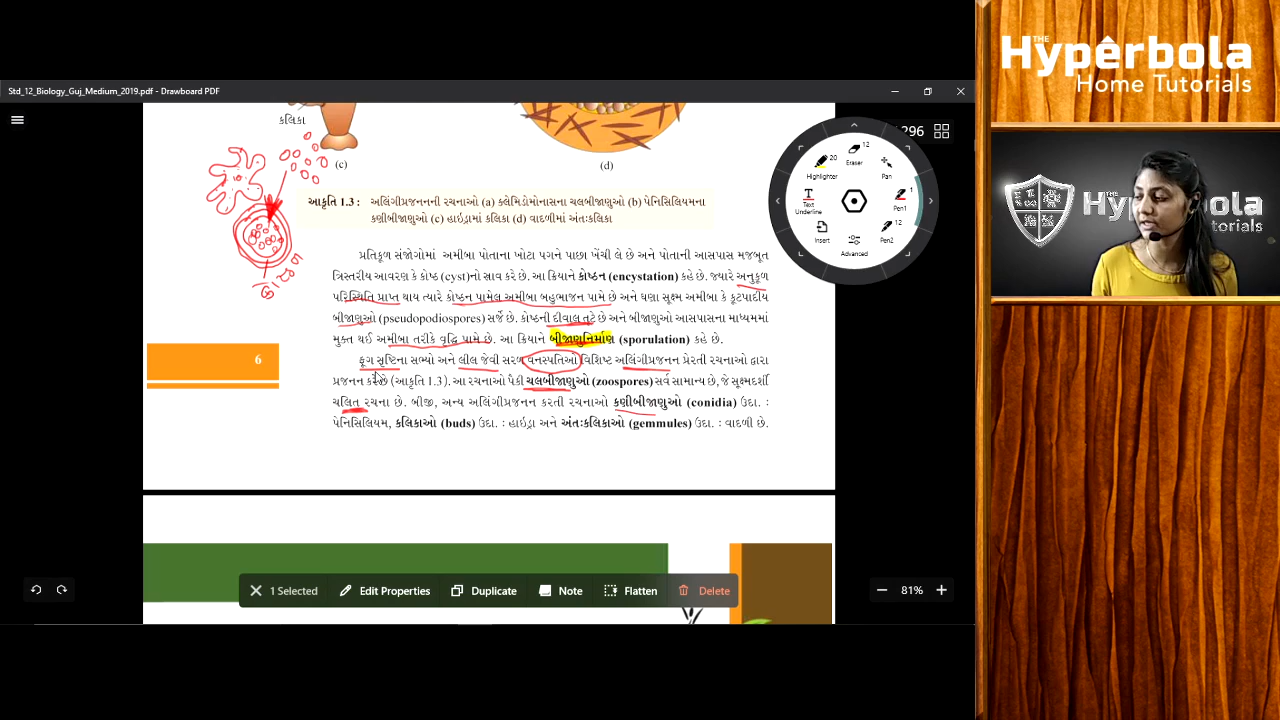 Std_12_Biology_Guj_Medium_2019.pdf - Drawboard PDF
THE
Hyperbola
Home Tutorials
કલિકા
(c)
(d)
296
12
Eraser
20
Highlighter
Pan
Text
Underline
1
Pen1
Insert
12
Pen2
Advanced
આકૃતિ 1.3 : અલિંગીપ્રજનનની રચનાઓ (a) ક્લેમિડોમોનાસના ચલબીજાણુઓ (b) પેનિસિલિયમના
કણીબીજાણુઓ (c) હાઇડ્રામાં કલિકા (d) વાદળીમાં અંતઃકલિકા
પ્રતિકૂળ સંજોગોમાં અમીબા પોતાના ખોટા પગને પાછા ખેંચી લે છે અને પોતાની આસપાસ મજબૂત
ત્રિસ્તરીય આવરણ કે કોષ્ઠ (cyst)નો સ્રાવ કરે છે. આ ક્રિયાને કોષ્ઠન (encystation) કહે છે. જ્યારે અનુકૂળ
પરિસ્થિતિ પ્રાપ્ત થાય ત્યારે કોષ્ઠન પામેલ અમીબા બહુભાજન પામે છે અને ઘણા સૂક્ષ્મ અમીબા કે કૂટપાદીય
બીજાણુઓ (pseudopodiospores) સર્જે છે. કોષ્ઠની દીવાલ તૂટે છે અને બીજાણુઓ આસપાસના માધ્યમમાં
મુક્ત થઈ અમીબા તરીકે વૃદ્ધિ પામે છે. આ ક્રિયાને બીજાણુનિર્માણ (sporulation) કહે છે.
ફૂગ સૃષ્ટિના સભ્યો અને લીલ જેવી સરળ વનસ્પતિઓ વિશિષ્ટ અલિંગીપ્રજનન પ્રેરતી રચનાઓ દ્વારા
પ્રજનન કરે છે (આકૃતિ 1.3). આ રચનાઓ પૈકી ચલબીજાણુઓ (zoospores) સર્વ સામાન્ય છે, જે સૂક્ષ્મદર્શી
ચલિત રચના છે. બીજી, અન્ય અલિંગીપ્રજનન કરતી રચનાઓ કણીબીજાણુઓ (conidia) ઉદા. :
પેનિસિલિયમ, કલિકાઓ (buds) ઉદા. : હાઇડ્રા અને અંતઃકલિકાઓ (gemmules) ઉદા. : વાદળી છે.
6
1 Selected
Edit Properties
Duplicate
Note
Flatten
Delete
81%